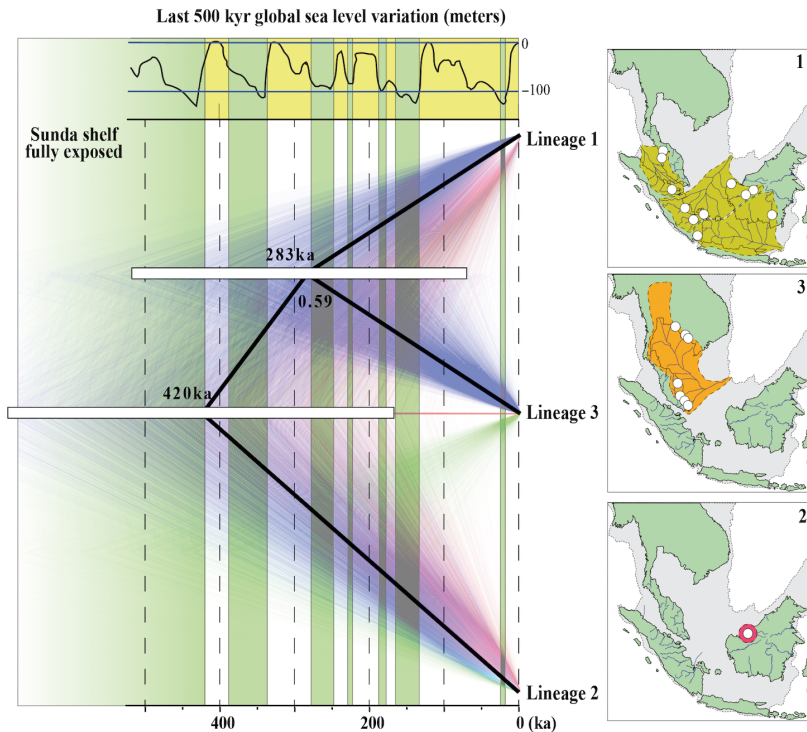 Last 500 kyr global sea level variation (meters)
0
−100
Sunda shelf
fully exposed
Lineage 1
283ka
0.59
420ka
Lineage 3
Lineage 2
400
200
0 (ka)
1
3
2